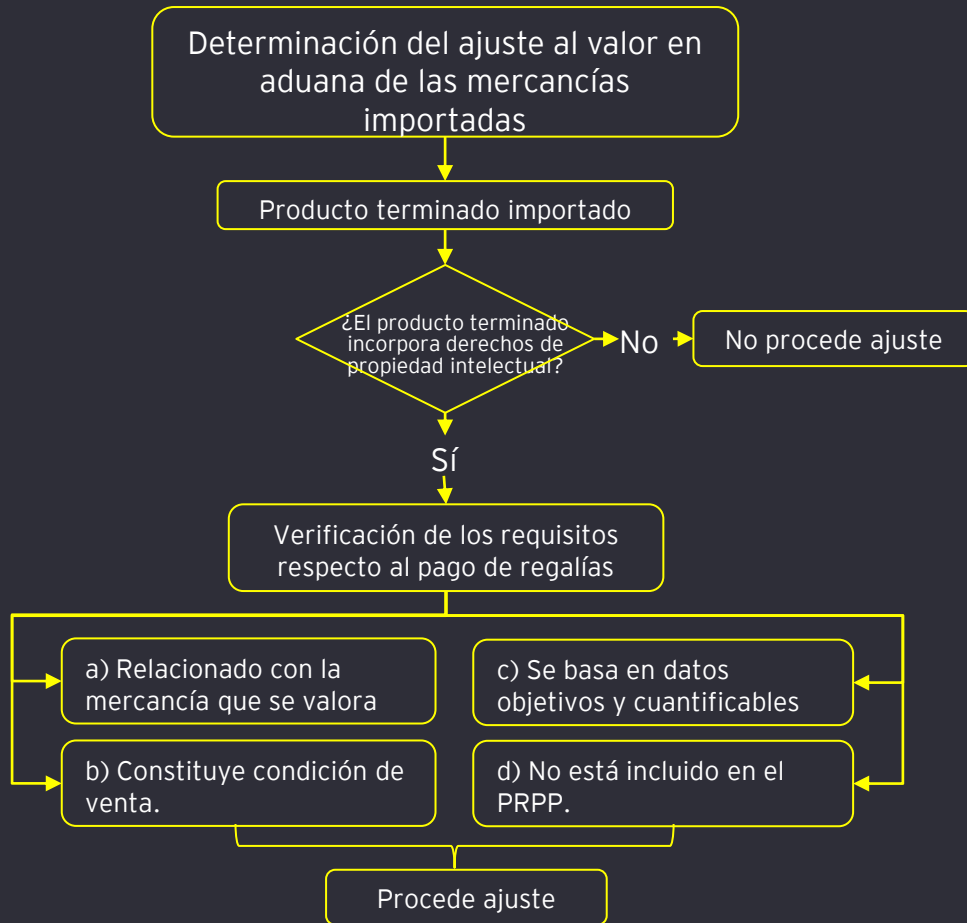 Determinación del ajuste al valor en
aduana de las mercancías
importadas
Producto terminado importado
¿El producto terminado
incorpora derechos de
propiedad intelectual?
No
No procede ajuste
Sí
Verificación de los requisitos
respecto al pago de regalías
a) Relacionado con la
mercancía que se valora
c) Se basa en datos
objetivos y cuantificables
b) Constituye condición de
venta.
d) No está incluido en el
PRPP.
Procede ajuste